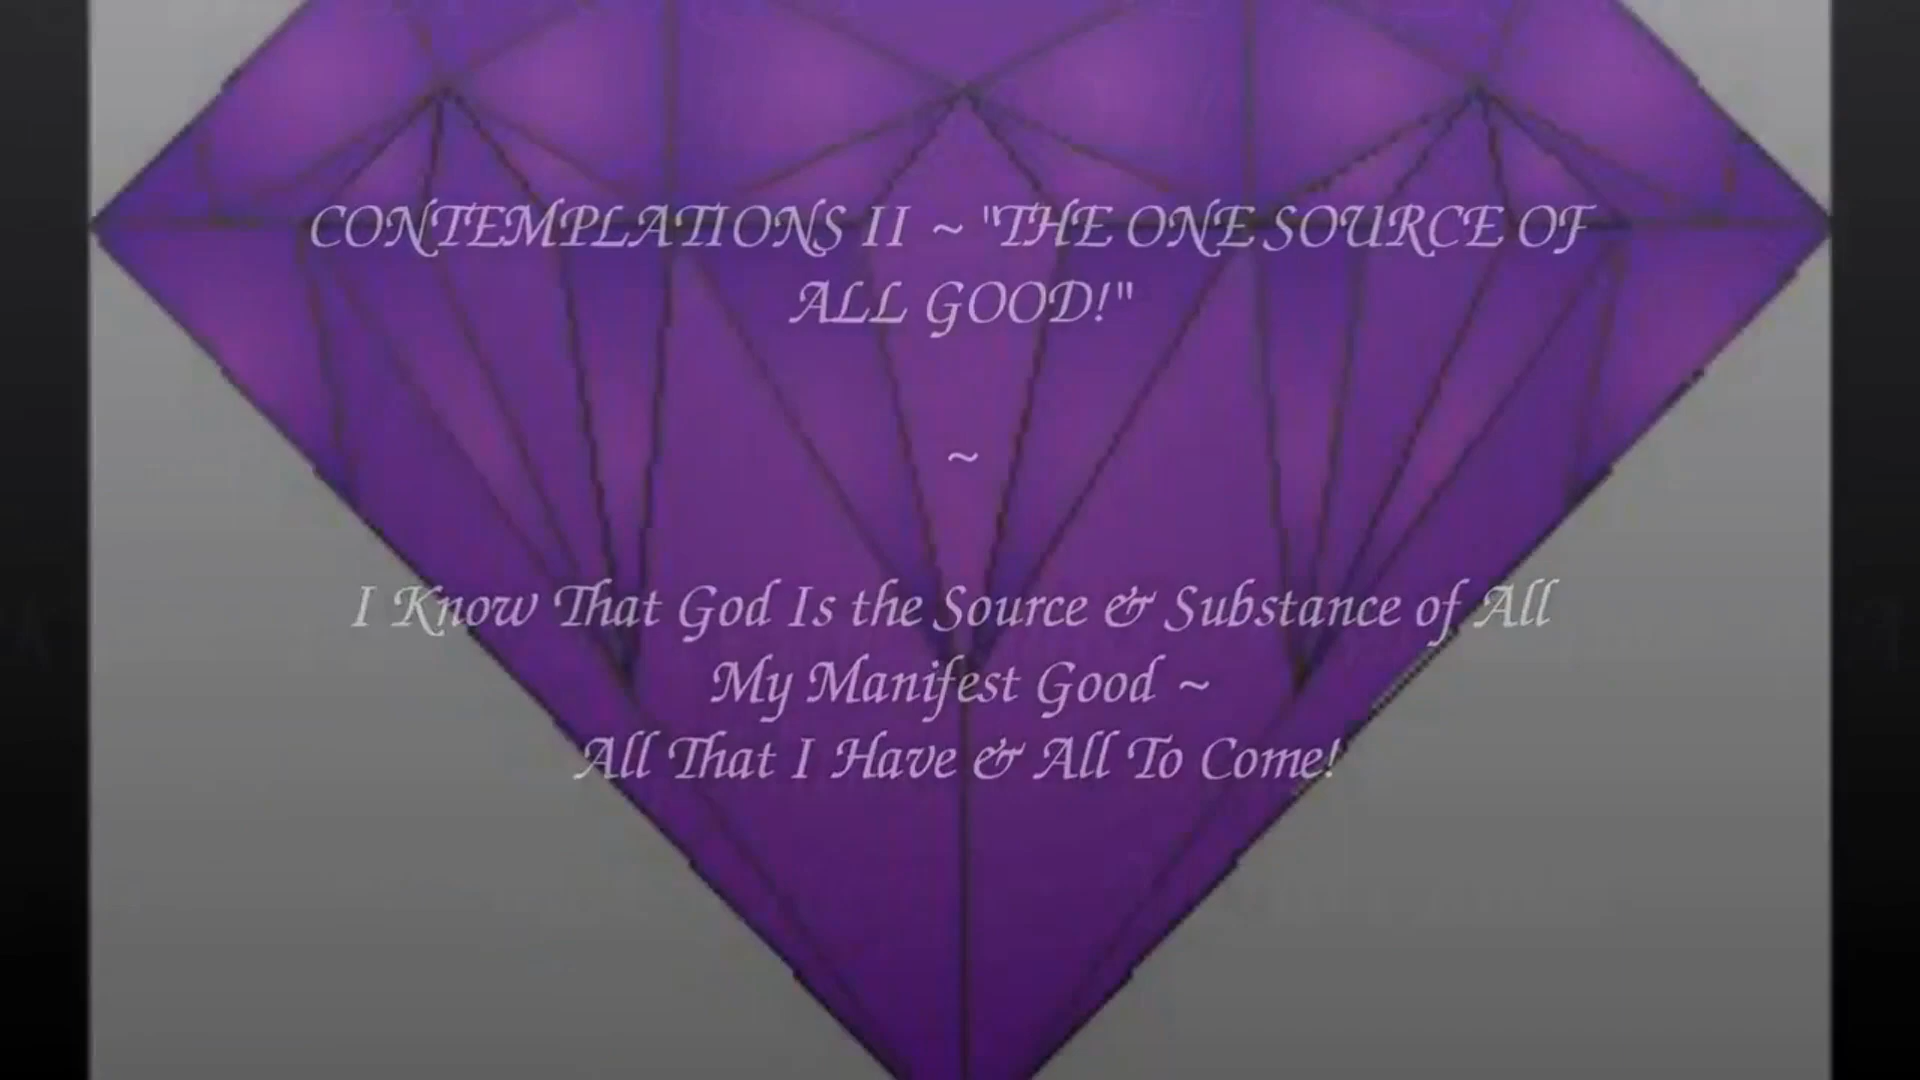 CONTEMPLATIONS II ~ "THE ONE SOURCE OF
ALL GOOD!"
~
I Know That God Is the Source & Substance of All
My Manifest Good ~
All That I Have & All To Come!